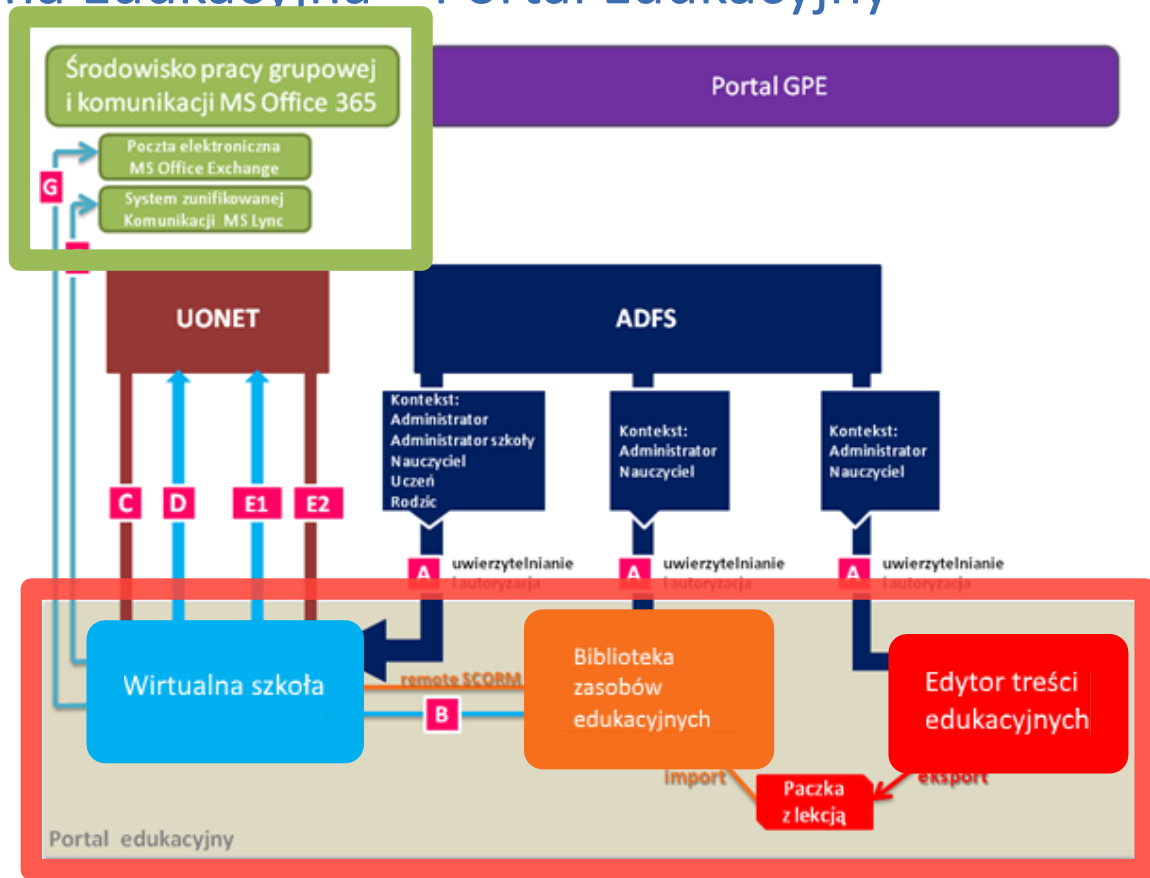 Edukacyjna – Portal Edukacyjny
Środowisko pracy grupowej
i komunikacji MS Office 365
Portal GPE
Poczta elektroniczna
MS Office Exchange
G
System zunifikowanej
Komunikacji MS Lync
UONET
ADFS
Kontekst:
Administrator
Administrator szkoły
Nauczyciel
Uczeń
Rodzic
Kontekst:
Administrator
Nauczyciel
Kontekst:
Administrator
Nauczyciel
C
D
E1
E2
A
uwierzytelnianie
i autoryzacja
A
uwierzytelnianie
i autoryzacja
A
uwierzytelnianie
i autoryzacja
Wirtualna szkoła
remote SCORM
B
Biblioteka
zasobów
edukacyjnych
Edytor treści
edukacyjnych
import
eksport
Paczka
z lekcją
Portal edukacyjny